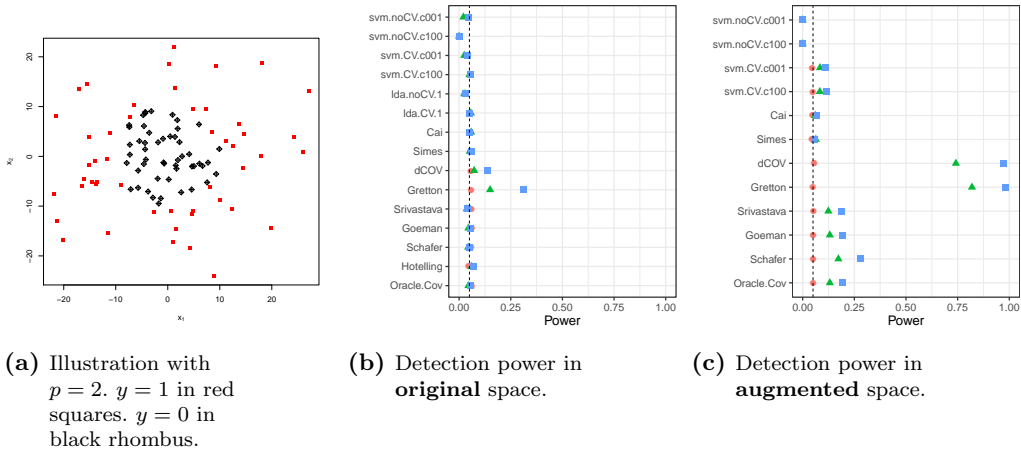 20
10
0
−10
−20
x₂
−20
−10
0
10
20
x₁
svm.noCV.c001
svm.noCV.c100
svm.CV.c001
svm.CV.c100
lda.noCV.1
lda.CV.1
Cai
Simes
dCOV
Gretton
Srivastava
Goeman
Schafer
Hotelling
Oracle.Cov
0.00 0.25 0.50 0.75 1.00
Power
svm.noCV.c001
svm.noCV.c100
svm.CV.c001
svm.CV.c100
Cai
Simes
dCOV
Gretton
Srivastava
Goeman
Schafer
Oracle.Cov
0.00 0.25 0.50 0.75 1.00
Power
(a) Illustration with
p = 2. y = 1 in red
squares. y = 0 in
black rhombus.
(b) Detection power in
original space.
(c) Detection power in
augmented space.